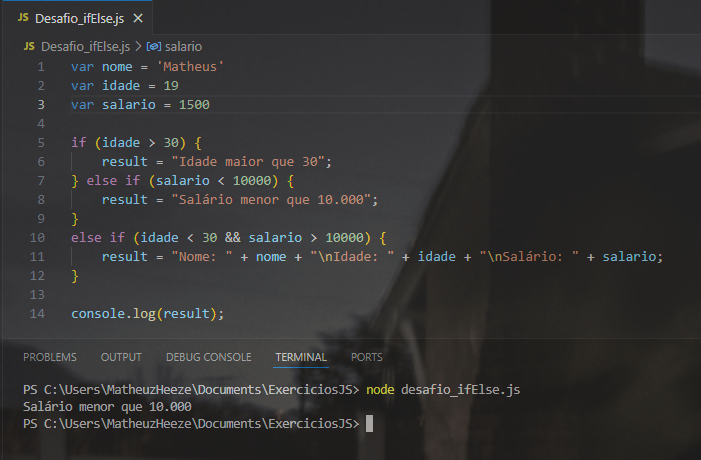 JS Desafio_ifElse.js ×
JS Desafio_ifElse.js > salario
1 var nome = 'Matheus'
2 var idade = 19
3 var salario = 1500
4
5 if (idade > 30) {
6 result = "Idade maior que 30";
7 } else if (salario < 10000) {
8 result = "Salário menor que 10.000";
9 }
10 else if (idade < 30 && salario > 10000) {
11 result = "Nome: " + nome + "\nIdade: " + idade + "\nSalário: " + salario;
12 }
13
14 console.log(result);
PROBLEMS OUTPUT DEBUG CONSOLE TERMINAL PORTS
PS C:\Users\MatheuzHeeze\Documents\ExerciciosJS> node desafio_ifElse.js
Salário menor que 10.000
PS C:\Users\MatheuzHeeze\Documents\ExerciciosJS>